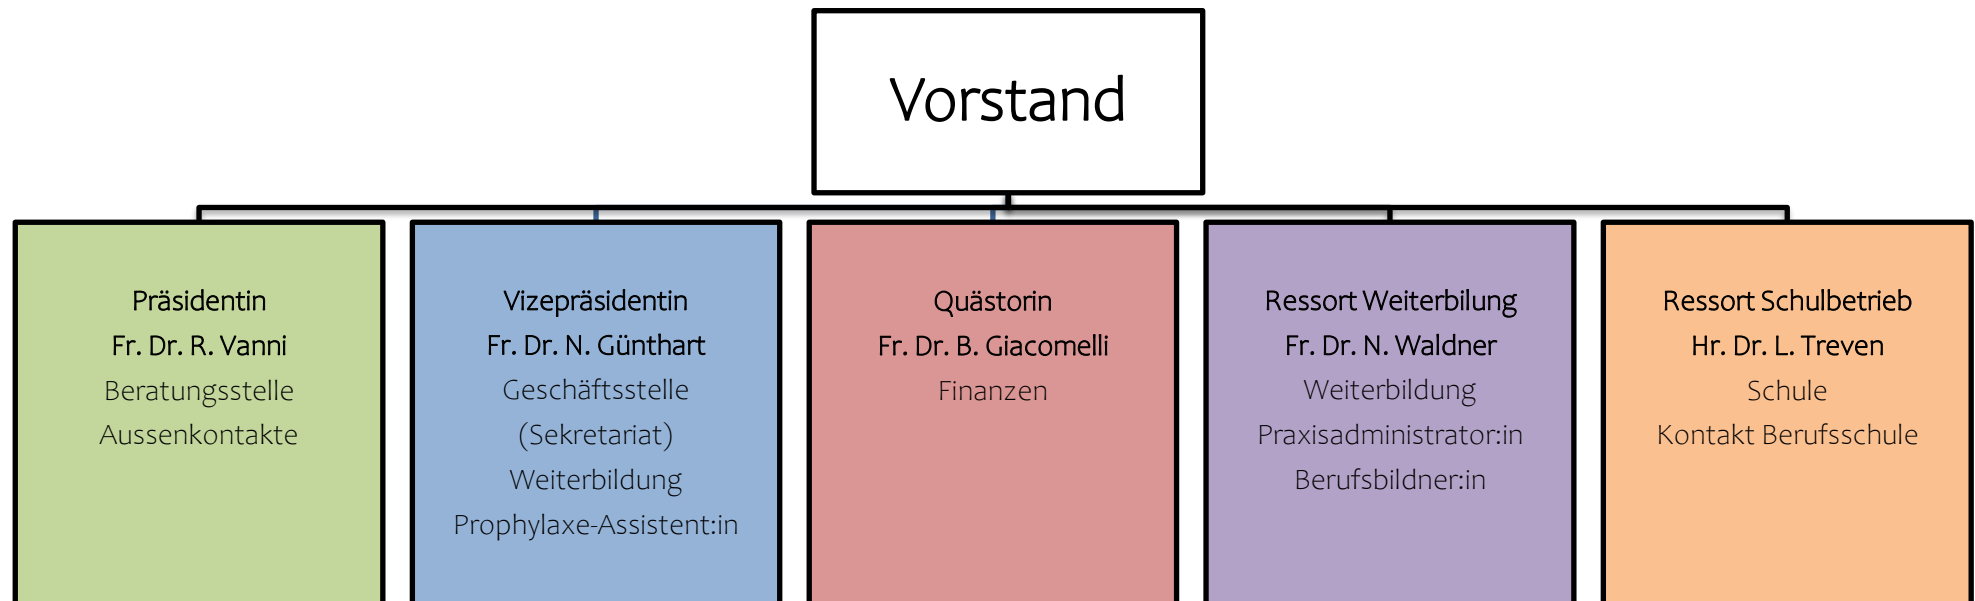 Vorstand
Präsidentin
Fr. Dr. R. Vanni
Beratungsstelle
Aussenkontakte
Vizepräsidentin
Fr. Dr. N. Günthart
Geschäftsstelle
(Sekretariat)
Weiterbildung
Prophylaxe-Assistent:in
Quästorin
Fr. Dr. B. Giacomelli
Finanzen
Ressort Weiterbilung
Fr. Dr. N. Waldner
Weiterbildung
Praxisadministrator:in
Berufsbildner:in
Ressort Schulbetrieb
Hr. Dr. L. Treven
Schule
Kontakt Berufsschule